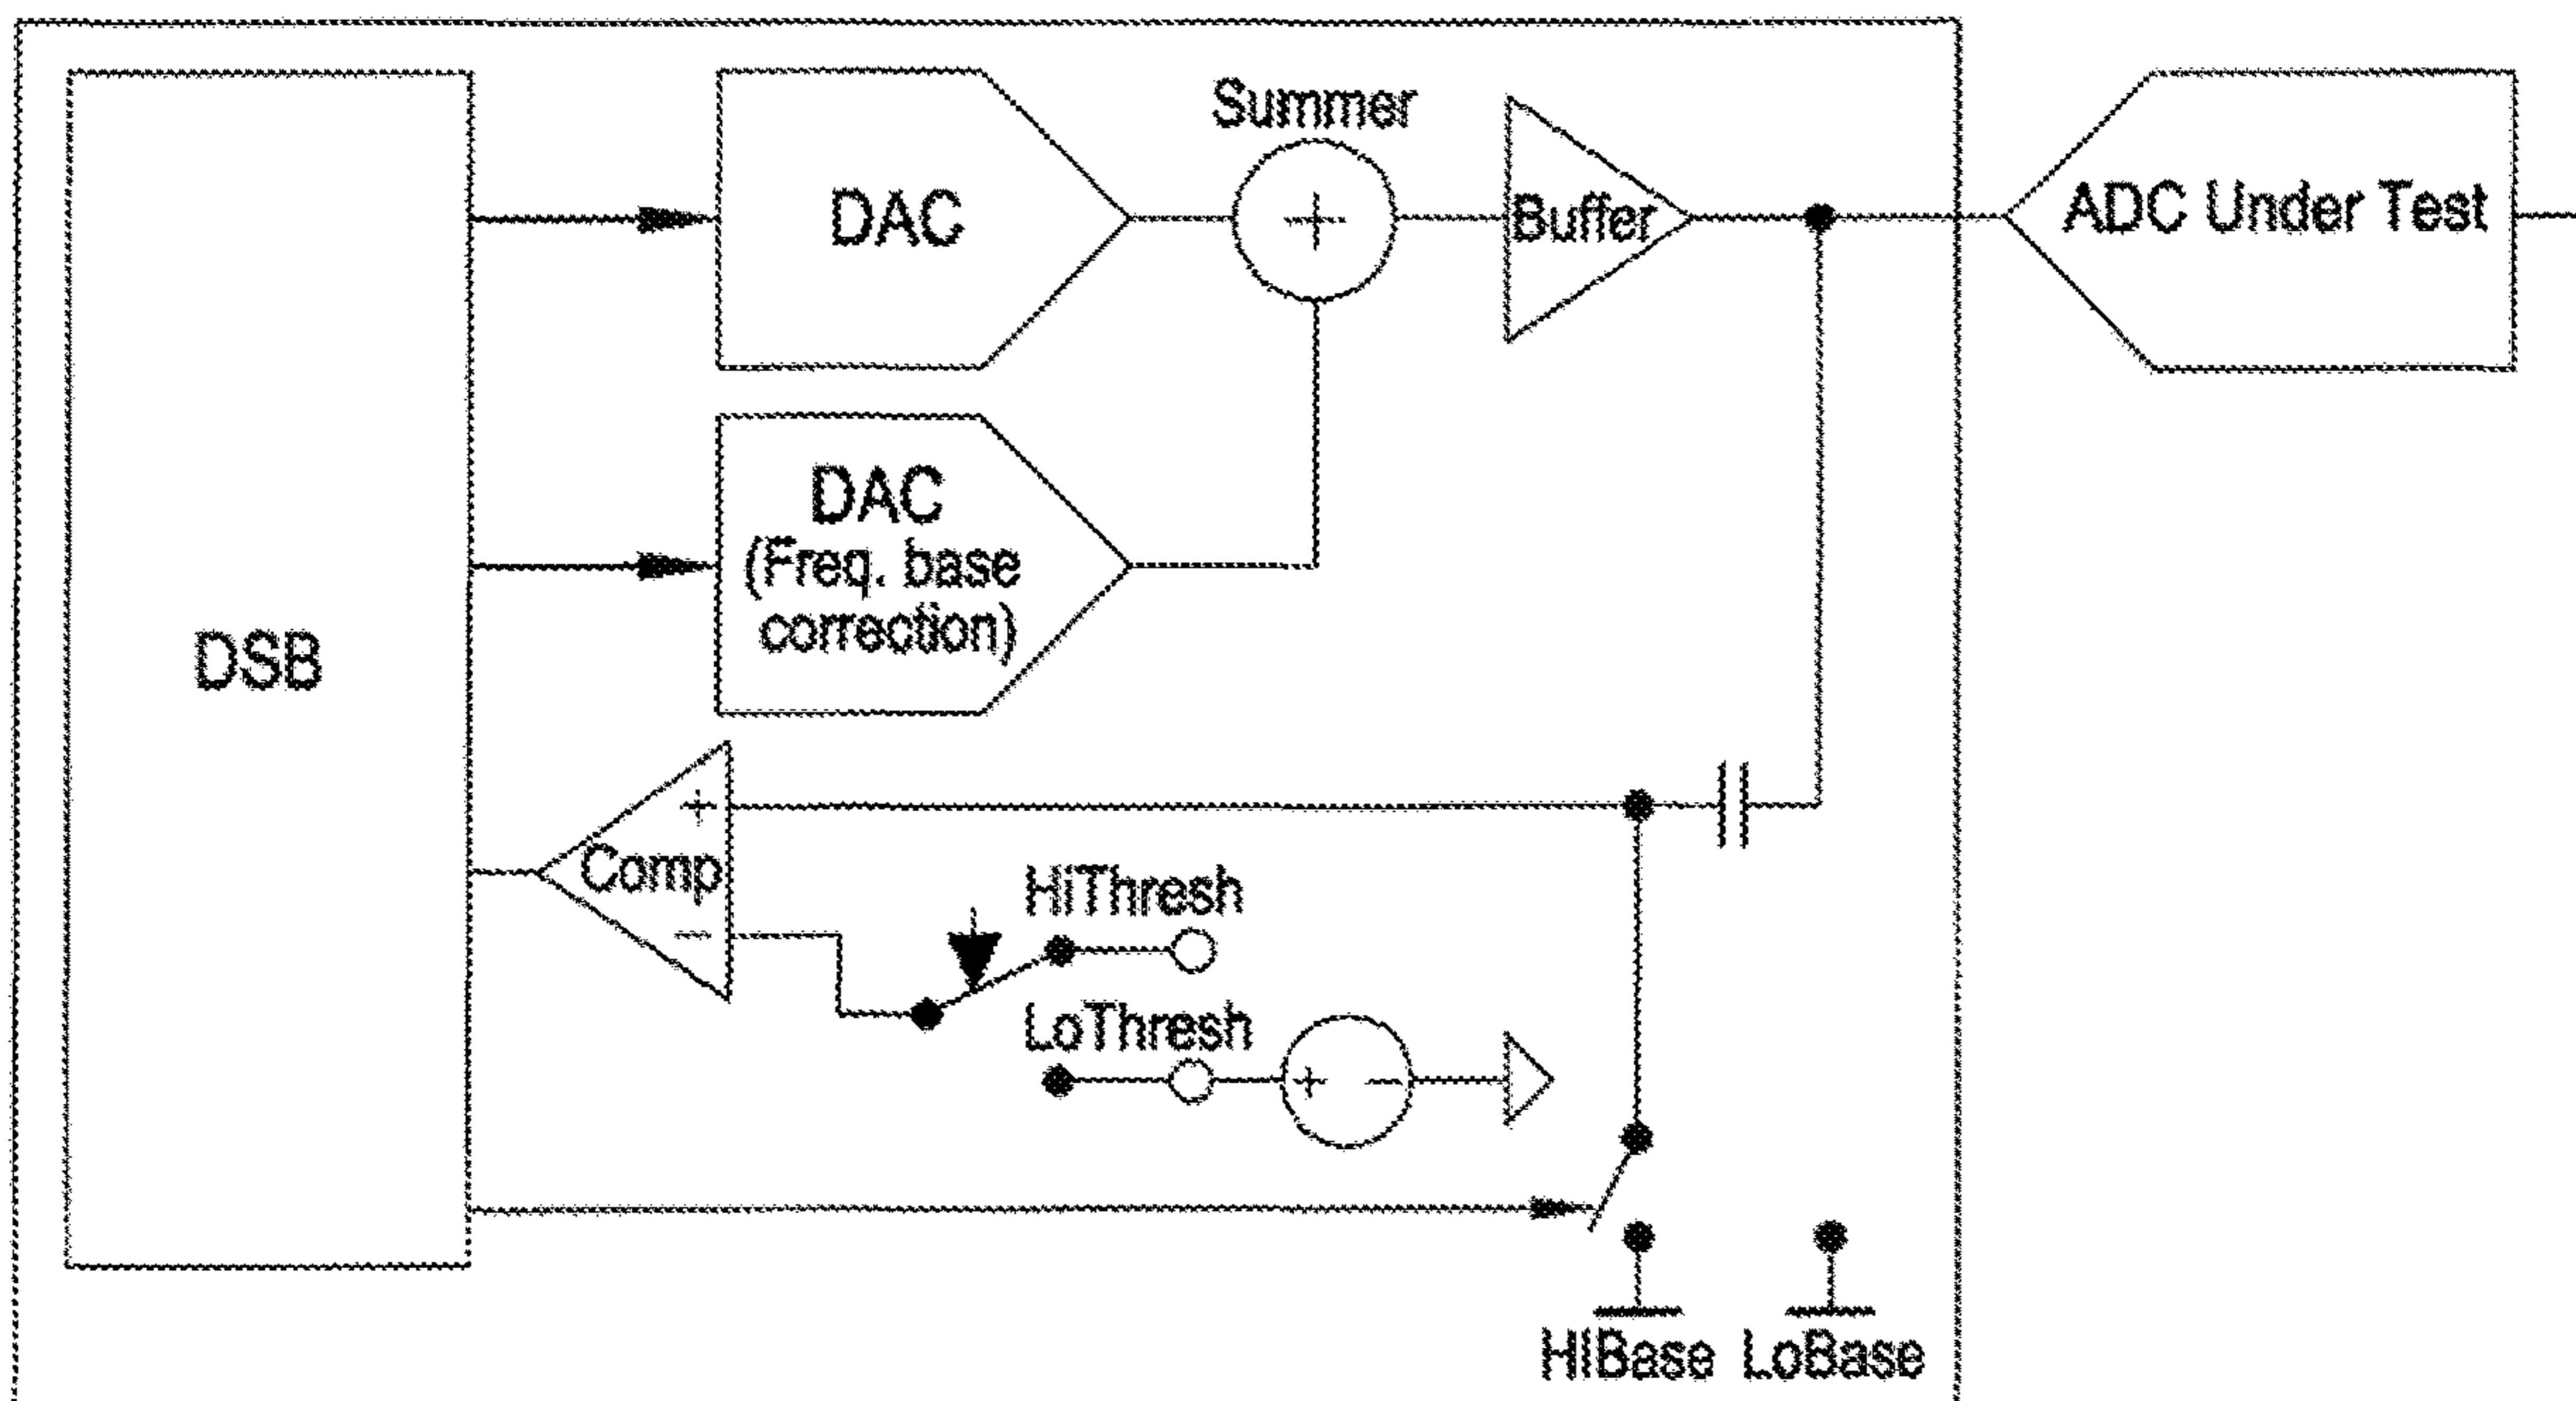 Summer
DAC
Buffer
ADC Under Test
DAC
(Freq. base
correction)
DSB
+
Comp
−
HiThresh
LoThresh
+ −
HiBase LoBase